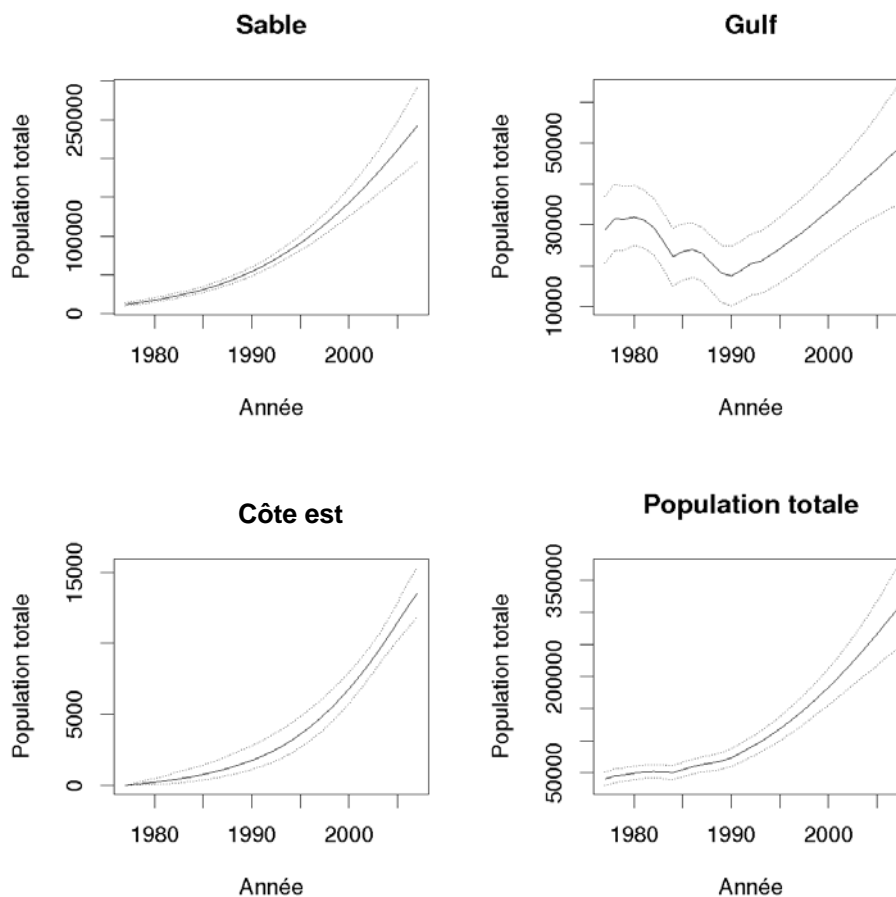 Sable
Population totale
0
100000
250000
1980
1990
2000
Année
Gulf
Population totale
10000
30000
50000
1980
1990
2000
Année
Côte est
Population totale
0
5000
15000
1980
1990
2000
Année
Population totale
Population totale
50000
200000
350000
1980
1990
2000
Année